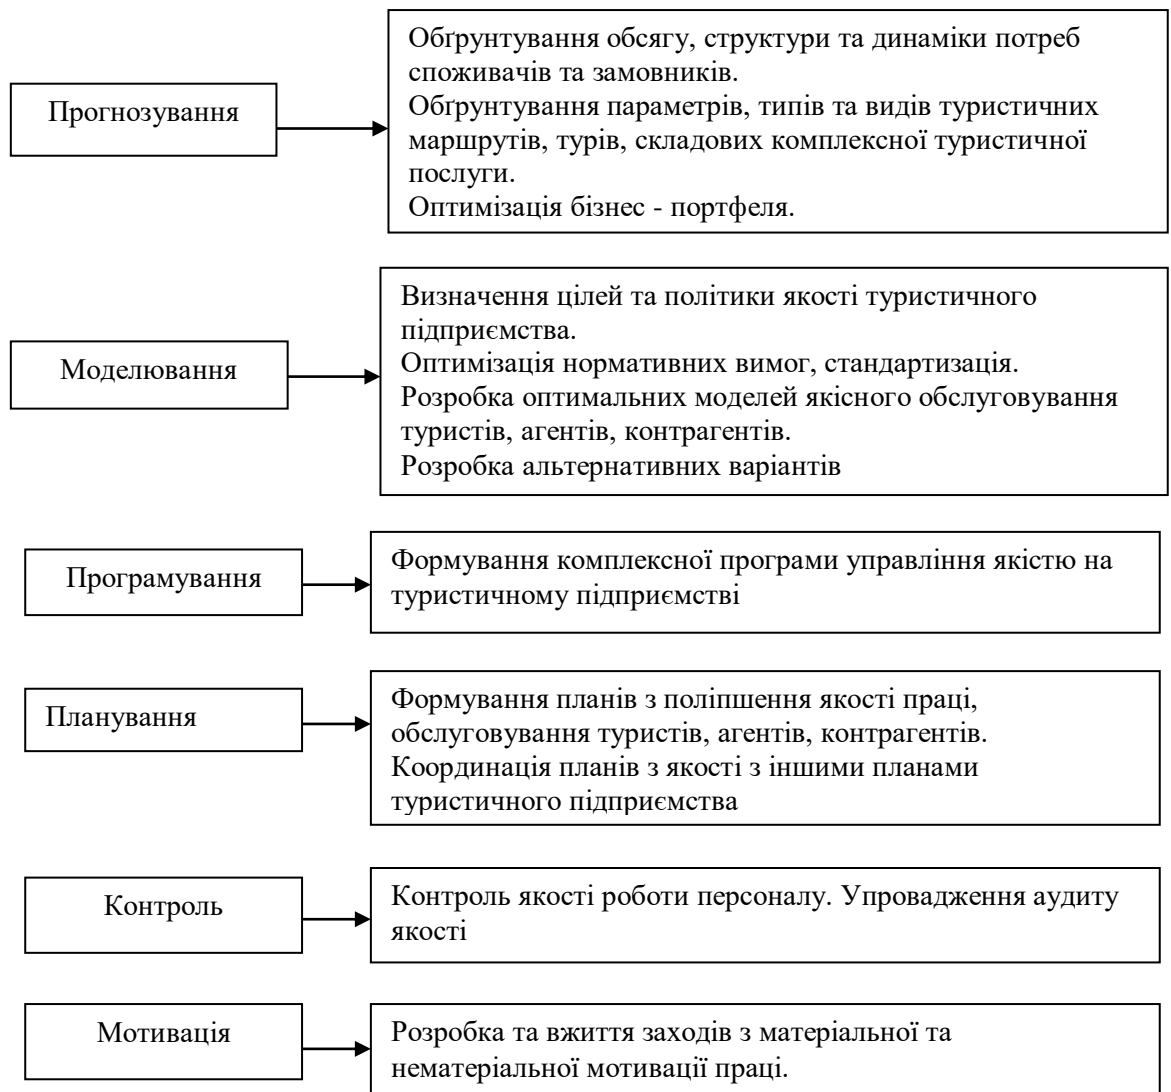 Прогнозування
Обґрунтування обсягу, структури та динаміки потреб
споживачів та замовників.
Обґрунтування параметрів, типів та видів туристичних
маршрутів, турів, складових комплексної туристичної
послуги.
Оптимізація бізнес - портфеля.
Моделювання
Визначення цілей та політики якості туристичного
підприємства.
Оптимізація нормативних вимог, стандартизація.
Розробка оптимальних моделей якісного обслуговування
туристів, агентів, контрагентів.
Розробка альтернативних варіантів
Програмування
Формування комплексної програми управління якістю на
туристичному підприємстві
Планування
Формування планів з поліпшення якості праці,
обслуговування туристів, агентів, контрагентів.
Координація планів з якості з іншими планами
туристичного підприємства
Контроль
Контроль якості роботи персоналу. Упровадження аудиту
якості
Мотивація
Розробка та вжиття заходів з матеріальної та
нематеріальної мотивації праці.